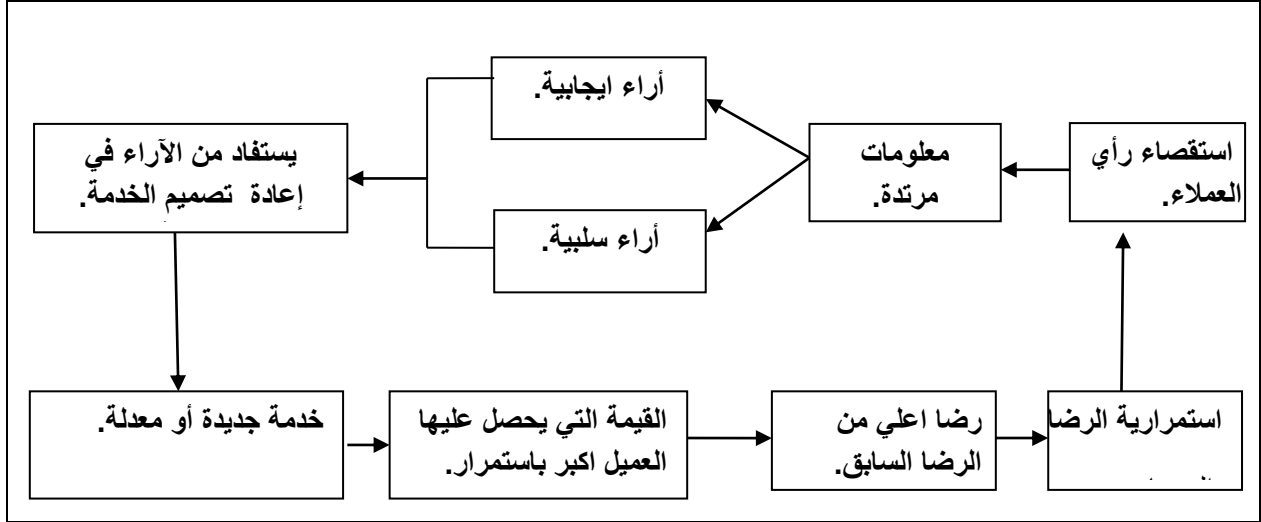 أراء ايجابية.
استقصاء رأي
العملاء.
معلومات
مرتدة.
يستفاد من الآراء في
إعادة تصميم الخدمة.
أراء سلبية.
استمرارية الرضا
رضا اعلي من
الرضا السابق.
القيمة التي يحصل عليها
العميل اكبر باستمرار.
خدمة جديدة أو معدلة.